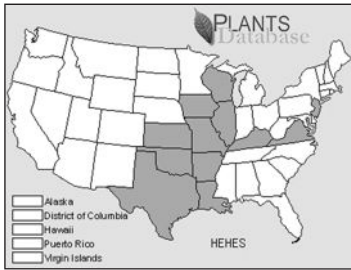 PLANTS
Database
Alaska
District of Columbia
Hawaii
Puerto Rico
Virgin Islands
HEHES